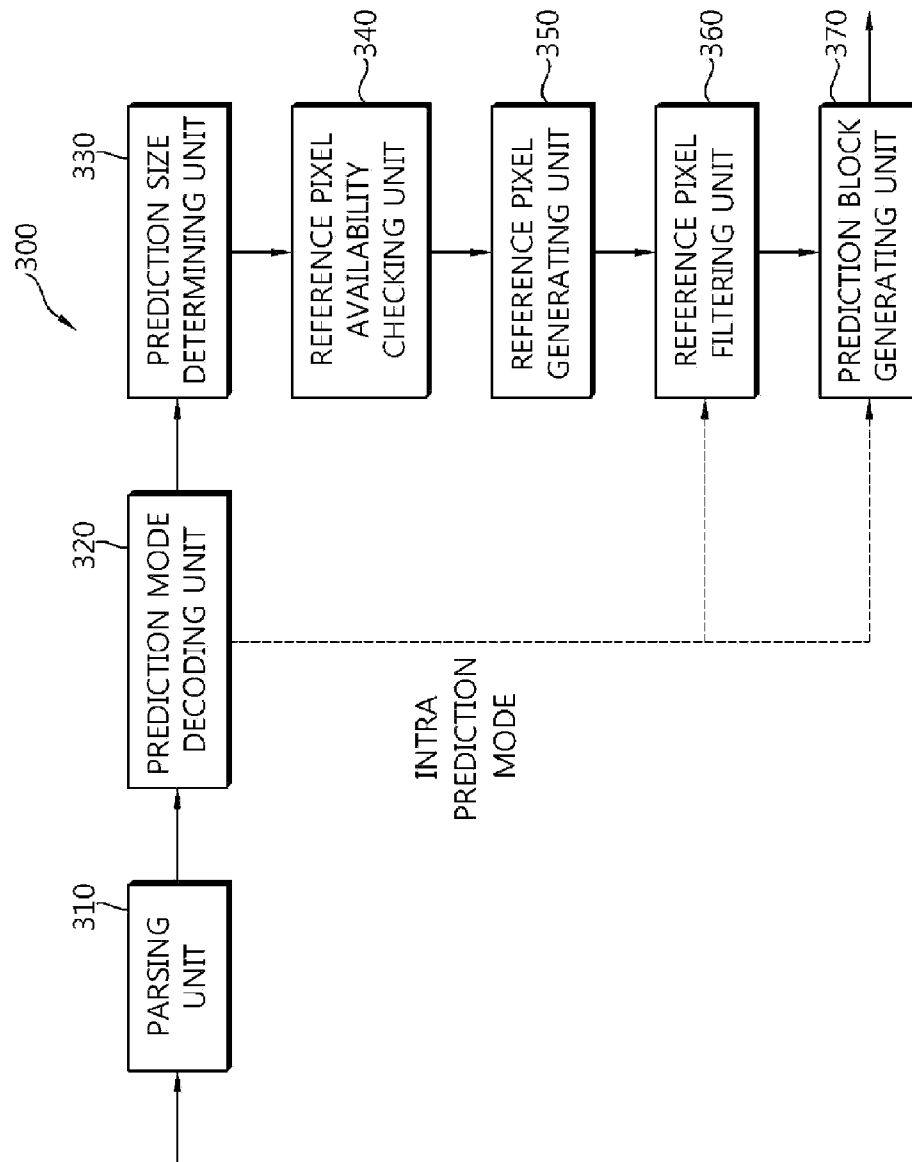 300
310
PARSING
UNIT
320
PREDICTION MODE
DECODING UNIT
330
PREDICTION SIZE
DETERMINING UNIT
340
REFERENCE PIXEL
AVAILABILITY
CHECKING UNIT
350
REFERENCE PIXEL
GENERATING UNIT
360
REFERENCE PIXEL
FILTERING UNIT
370
PREDICTION BLOCK
GENERATING UNIT
INTRA
PREDICTION
MODE